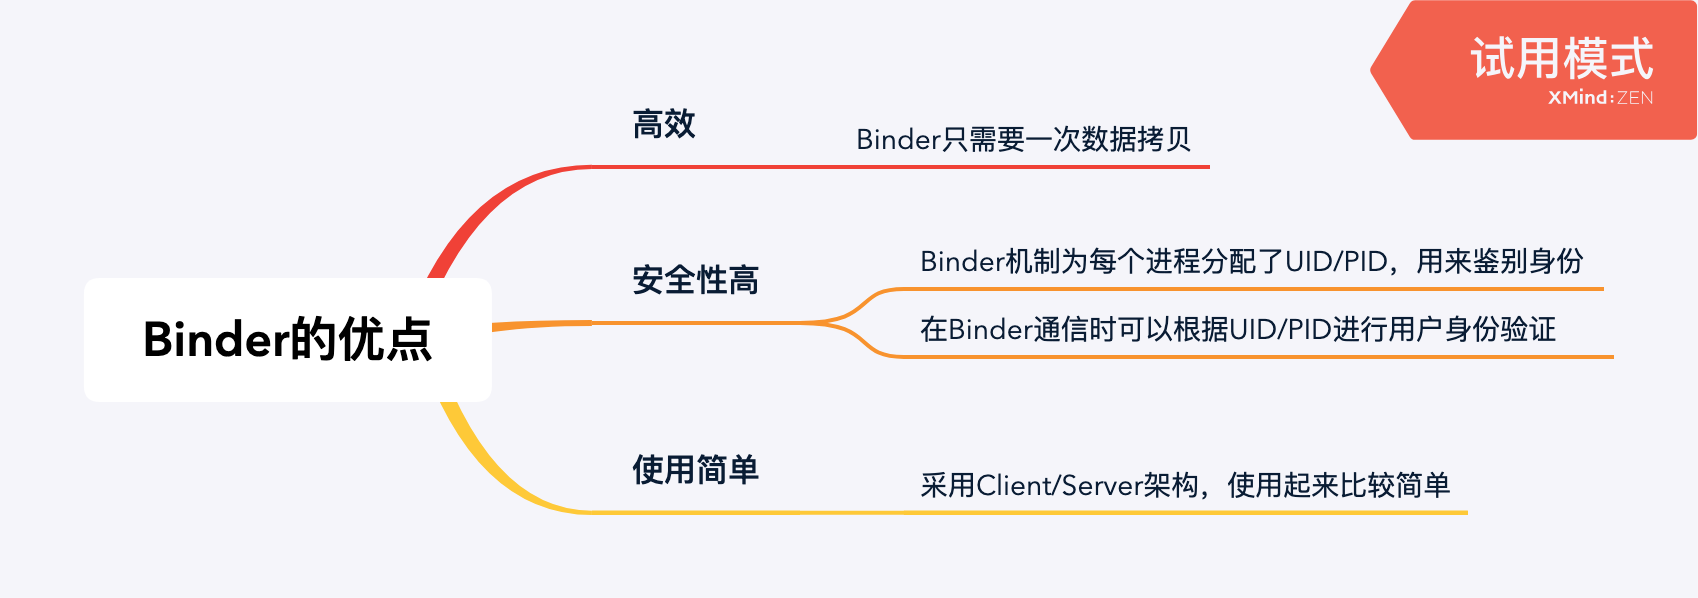 试用模式
XMind:ZEN
高效
Binder只需要一次数据拷贝
安全性高
Binder机制为每个进程分配了UID/PID，用来鉴别身份
在Binder通信时可以根据UID/PID进行用户身份验证
Binder的优点
使用简单
采用Client/Server架构，使用起来比较简单